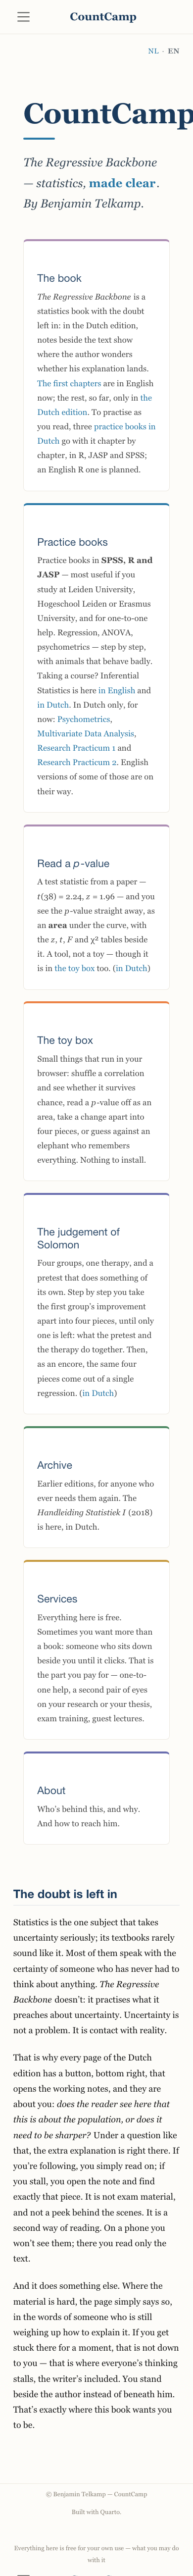 CountCamp
NL · EN
CountCamp
The Regressive Backbone
— statistics, made clear.
By Benjamin Telkamp.
The book
The Regressive Backbone is a
statistics book with the doubt
left in: in the Dutch edition,
notes beside the text show
where the author wonders
whether his explanation lands.
The first chapters are in English
now; the rest, so far, only in the
Dutch edition. To practise as
you read, three practice books in
Dutch go with it chapter by
chapter, in R, JASP and SPSS;
an English R one is planned.
Practice books
Practice books in SPSS, R and
JASP — most useful if you
study at Leiden University,
Hogeschool Leiden or Erasmus
University, and for one-to-one
help. Regression, ANOVA,
psychometrics — step by step,
with animals that behave badly.
Taking a course? Inferential
Statistics is here in English and
in Dutch. In Dutch only, for
now: Psychometrics,
Multivariate Data Analysis,
Research Practicum 1 and
Research Practicum 2. English
versions of some of those are on
their way.
Read a p-value
A test statistic from a paper —
t(38) = 2.24, z = 1.96 — and you
see the p-value straight away, as
an area under the curve, with
the z, t, F and χ² tables beside
it. A tool, not a toy — though it
is in the toy box too. (in Dutch)
The toy box
Small things that run in your
browser: shuffle a correlation
and see whether it survives
chance, read a p-value off as an
area, take a change apart into
four pieces, or guess against an
elephant who remembers
everything. Nothing to install.
The judgement of
Solomon
Four groups, one therapy, and a
pretest that does something of
its own. Step by step you take
the first group's improvement
apart into four pieces, until only
one is left: what the pretest and
the therapy do together. Then,
as an encore, the same four
pieces come out of a single
regression. (in Dutch)
Archive
Earlier editions, for anyone who
ever needs them again. The
Handleiding Statistiek I (2018)
is here, in Dutch.
Services
Everything here is free.
Sometimes you want more than
a book: someone who sits down
beside you until it clicks. That is
the part you pay for — one-to-
one help, a second pair of eyes
on your research or your thesis,
exam training, guest lectures.
About
Who's behind this, and why.
And how to reach him.
The doubt is left in
Statistics is the one subject that takes
uncertainty seriously; its textbooks rarely
sound like it. Most of them speak with the
certainty of someone who has never had to
think about anything. The Regressive
Backbone doesn't: it practises what it
preaches about uncertainty. Uncertainty is
not a problem. It is contact with reality.
That is why every page of the Dutch
edition has a button, bottom right, that
opens the working notes, and they are
about you: does the reader see here that
this is about the population, or does it
need to be sharper? Under a question like
that, the extra explanation is right there. If
you're following, you simply read on; if
you stall, you open the note and find
exactly that piece. It is not exam material,
and not a peek behind the scenes. It is a
second way of reading. On a phone you
won't see them; there you read only the
text.
And it does something else. Where the
material is hard, the page simply says so,
in the words of someone who is still
weighing up how to explain it. If you get
stuck there for a moment, that is not down
to you — that is where everyone's thinking
stalls, the writer's included. You stand
beside the author instead of beneath him.
That's exactly where this book wants you
to be.
© Benjamin Telkamp — CountCamp
Built with Quarto.
Everything here is free for your own use — what you may do
with it